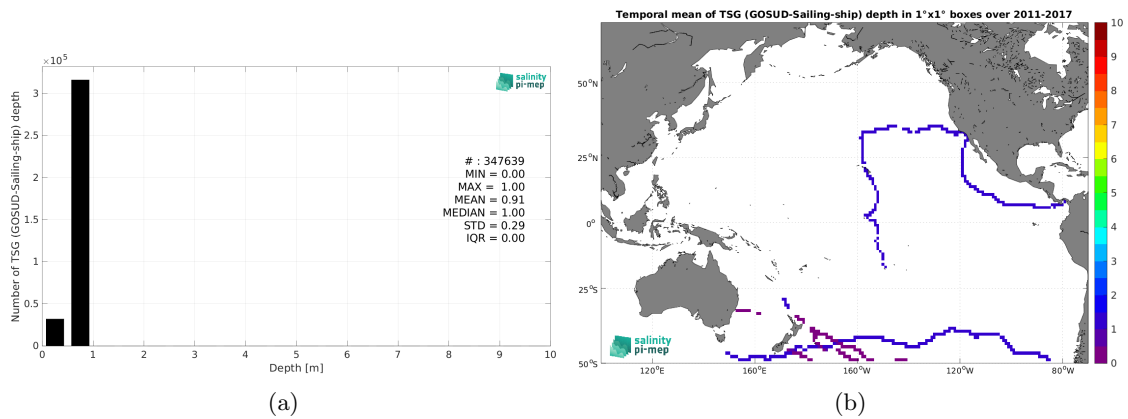 ×10⁵
3
2.5
2
1.5
1
0.5
0
Number of TSG (GOSUD-Sailing-ship) depth
salinity
pi-mep
# : 347639
MIN = 0.00
MAX = 1.00
MEAN = 0.91
MEDIAN = 1.00
STD = 0.29
IQR = 0.00
0 1 2 3 4 5 6 7 8 9 10
Depth [m]
(a)
Temporal mean of TSG (GOSUD-Sailing-ship) depth in 1°x1° boxes over 2011-2017
50°N
25°N
0°
25°S
50°S
salinity
pi-mep
120°E 160°E 160°W 120°W 80°W
10
9
8
7
6
5
4
3
2
1
0
(b)